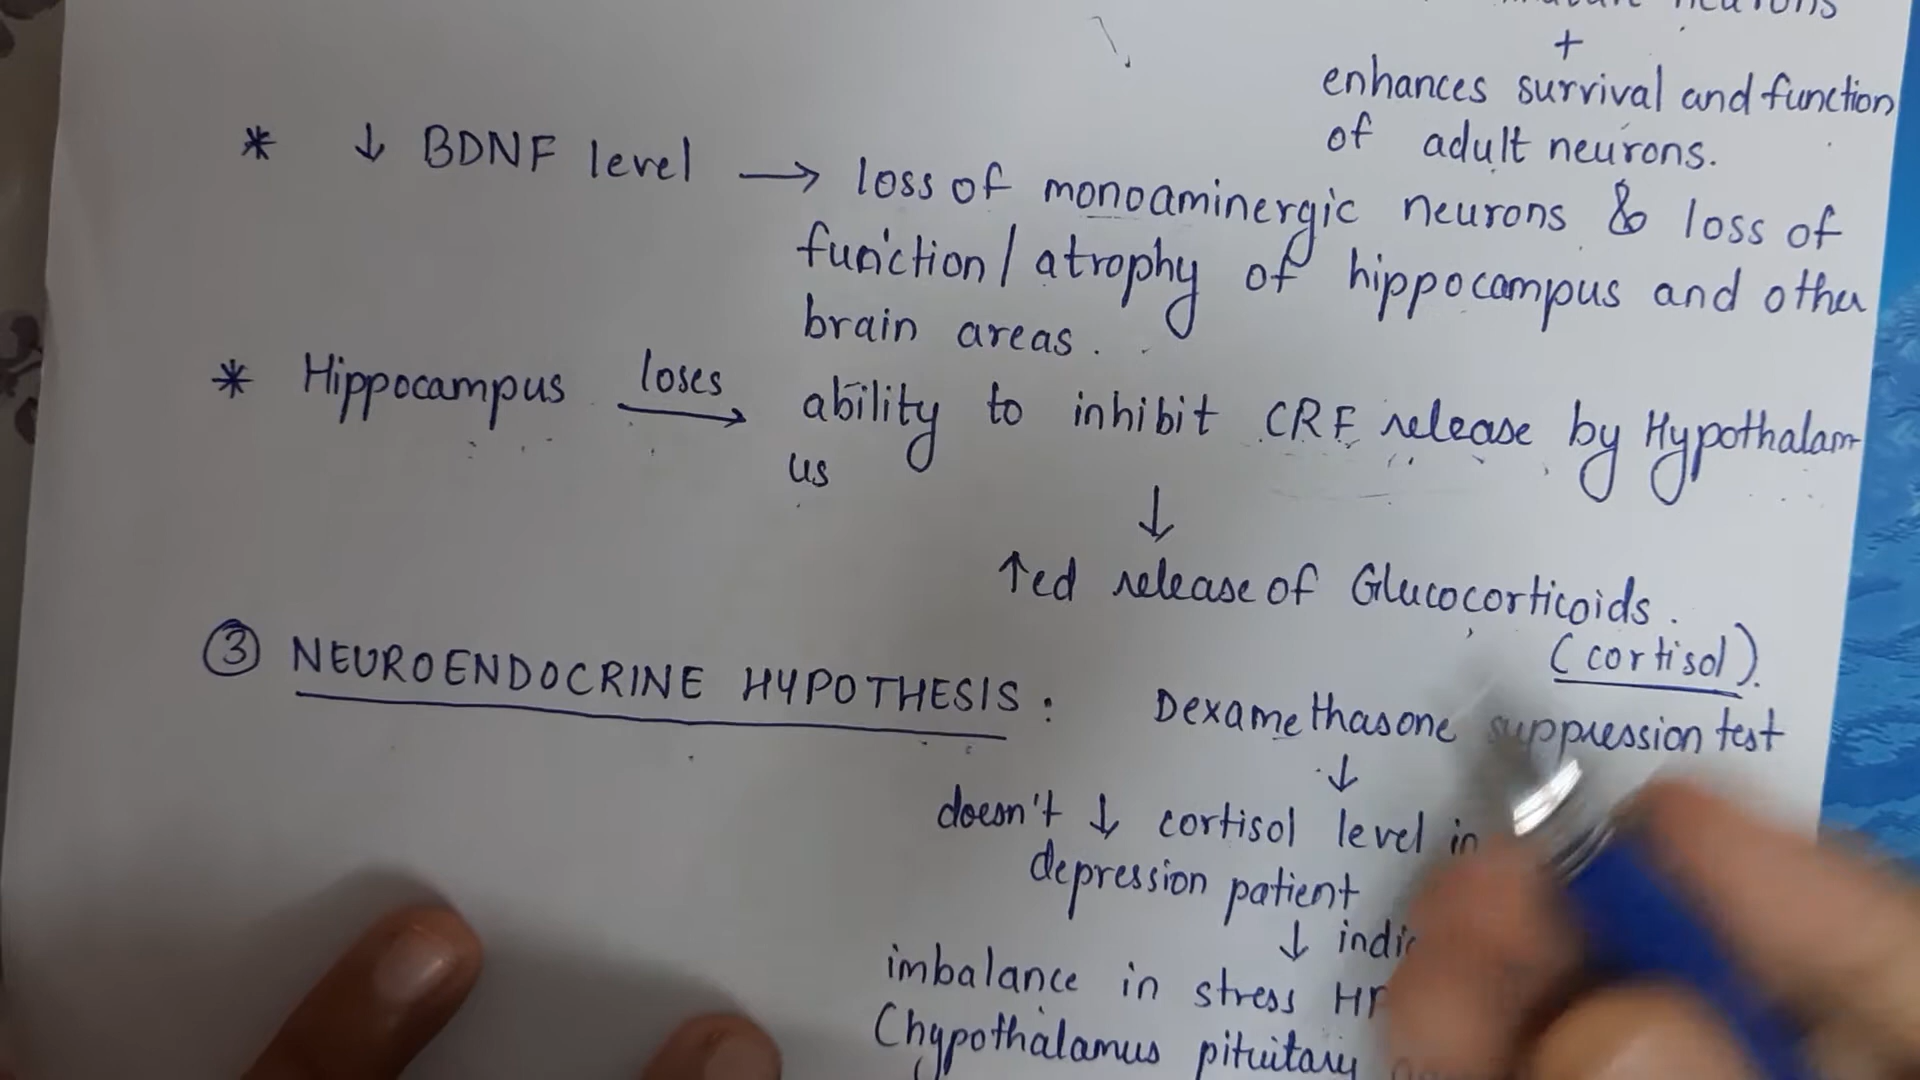 neurons
+
enhances survival and function
of adult neurons.
* ↓ BDNF level → loss of monoaminergic neurons & loss of
function/atrophy of hippocampus and other
brain areas.
* Hippocampus loses → ability to inhibit CRF release by Hypothalam-
us
↓
↑ed release of Glucocorticoids.
(cortisol).
③ NEUROENDOCRINE HYPOTHESIS : Dexamethasone suppression test
↓
doesn't ↓ cortisol level in
depression patient
↓
imbalance in stress
(hypothalamus pituitary